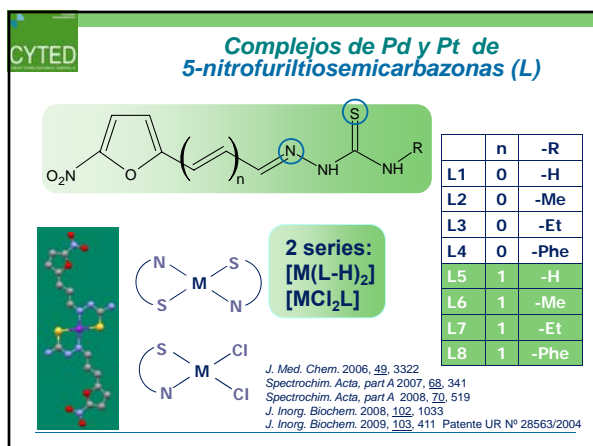 CYTED
Complejos de Pd y Pt de
5-nitrofuriltiosemicarbazonas (L)
S
O₂N O ( ) n N NH NH R
n -R
L1 0 -H
L2 0 -Me
L3 0 -Et
L4 0 -Phe
L5 1 -H
L6 1 -Me
L7 1 -Et
L8 1 -Phe
N S
M
S N
2 series:
[M(L-H)₂]
[MCl₂L]
S Cl
M
N Cl
J. Med. Chem. 2006, 49, 3322
Spectrochim. Acta, part A 2007, 68, 341
Spectrochim. Acta, part A 2008, 70, 519
J. Inorg. Biochem. 2008, 102, 1033
J. Inorg. Biochem. 2009, 103, 411 Patente UR Nº 28563/2004